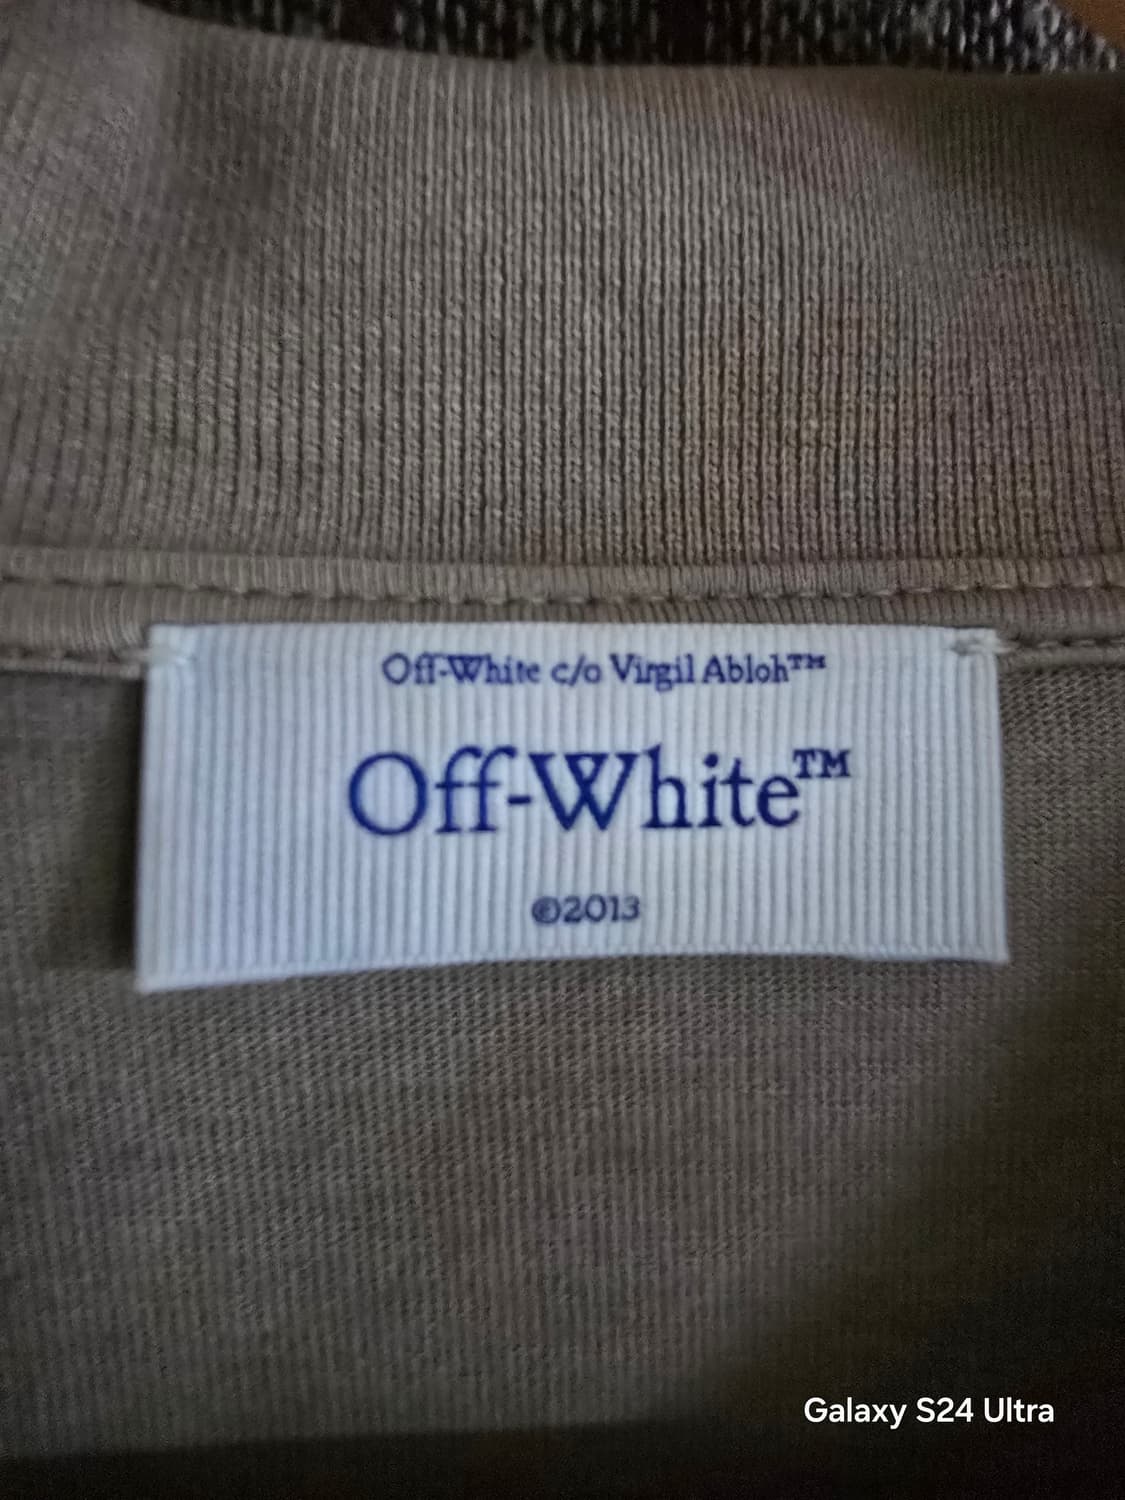 Off-White c/o Virgil Abloh™
Off-White™
©2013
Galaxy S24 Ultra